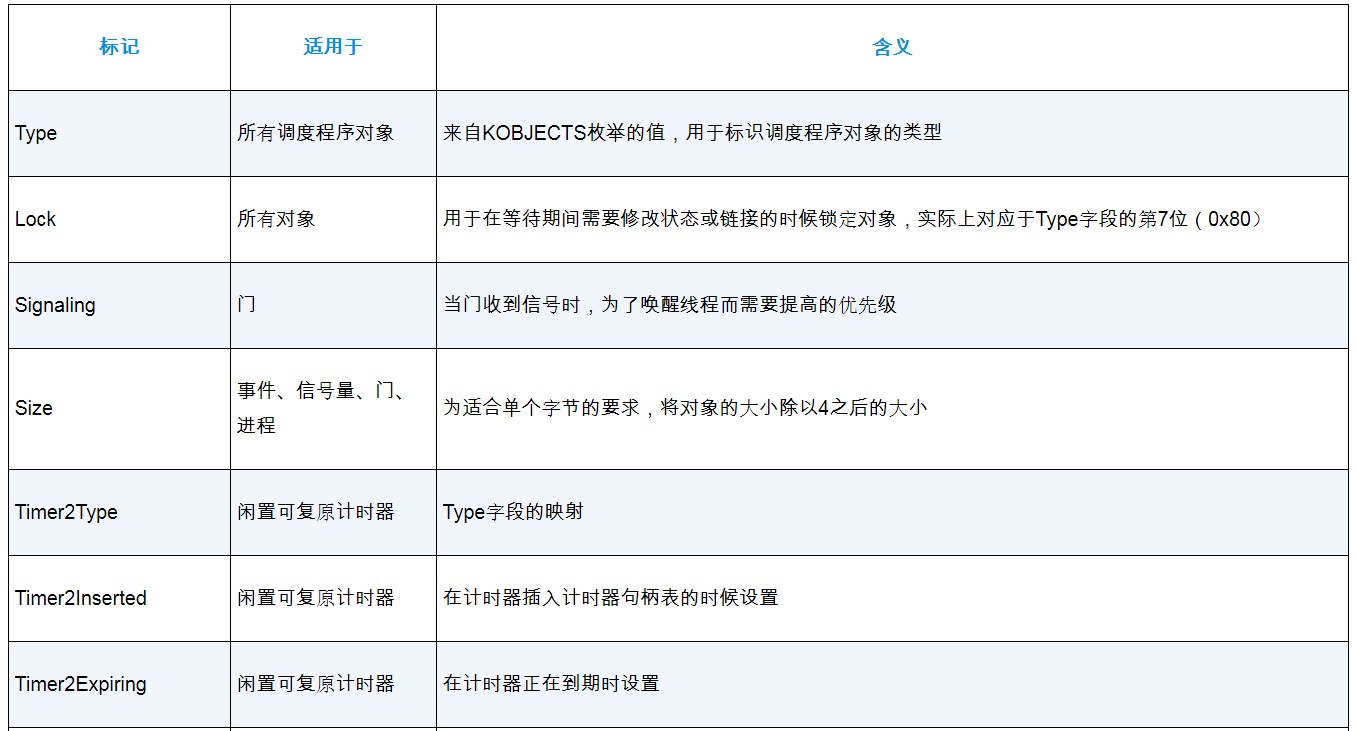 标记 适用于 含义
Type 所有调度程序对象 来自KOBJECTS枚举的值，用于标识调度程序对象的类型
Lock 所有对象 用于在等待期间需要修改状态或链接的时候锁定对象，实际上对应于Type字段的第7位（0x80）
Signaling 门 当门收到信号时，为了唤醒线程而需要提高的优先级
Size 事件、信号量、门、
进程 为适合单个字节的要求，将对象的大小除以4之后的大小
Timer2Type 闲置可复原计时器 Type字段的映射
Timer2Inserted 闲置可复原计时器 在计时器插入计时器句柄表的时候设置
Timer2Expiring 闲置可复原计时器 在计时器正在到期时设置